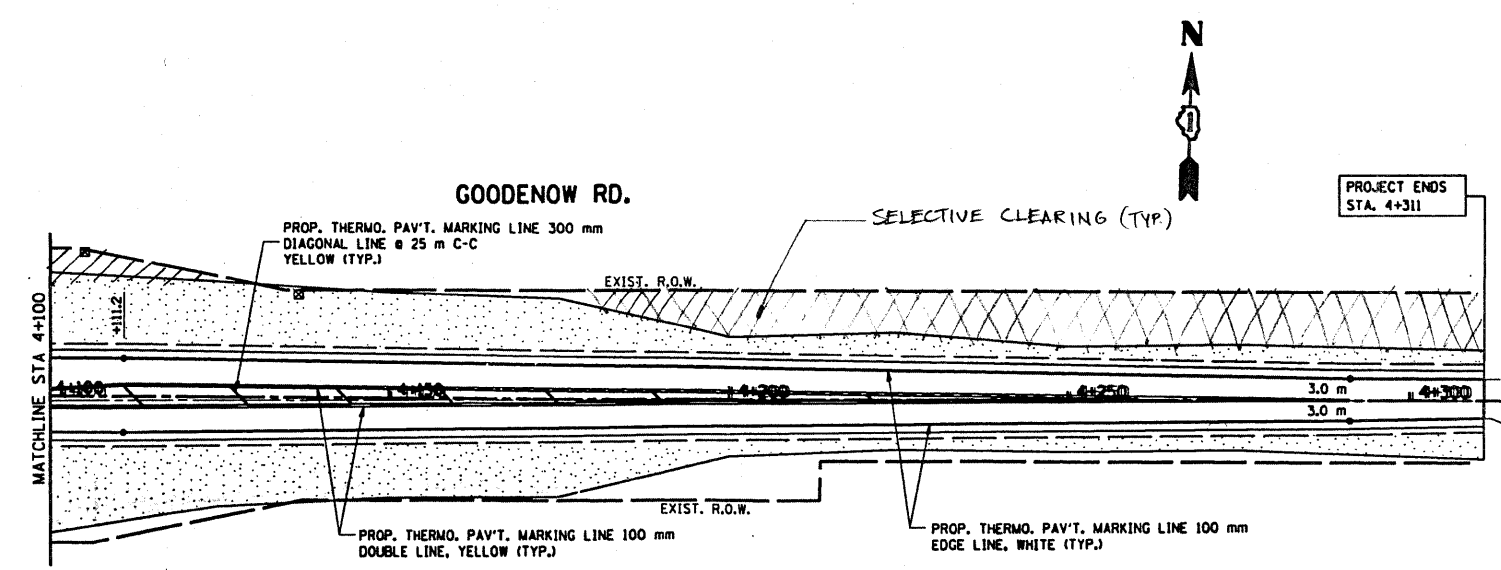 N
GOODENOW RD.
PROJECT ENDS
STA. 4+311
SELECTIVE CLEARING (TYP.)
PROP. THERMO. PAV'T. MARKING LINE 300 mm
DIAGONAL LINE @ 25 m C-C
YELLOW (TYP.)
EXIST. R.O.W.
MATCHLINE STA 4+100
+111.2
4+100
4+150
4+200
4+250
4+300
3.0 m
3.0 m
EXIST. R.O.W.
PROP. THERMO. PAV'T. MARKING LINE 100 mm
DOUBLE LINE, YELLOW (TYP.)
PROP. THERMO. PAV'T. MARKING LINE 100 mm
EDGE LINE, WHITE (TYP.)